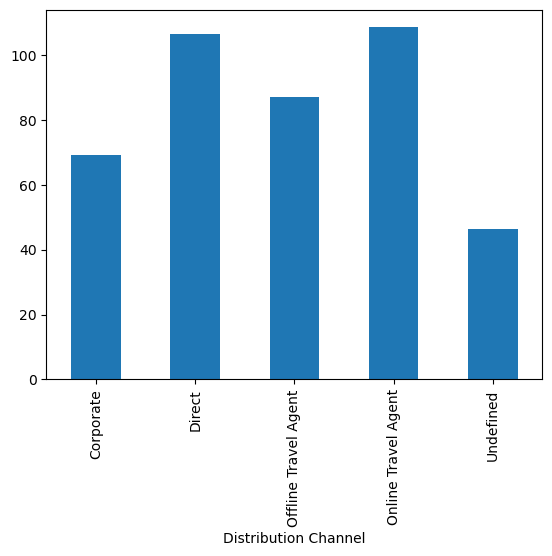 100
80
60
40
20
0
Corporate
Direct
Offline Travel Agent
Online Travel Agent
Undefined
Distribution Channel